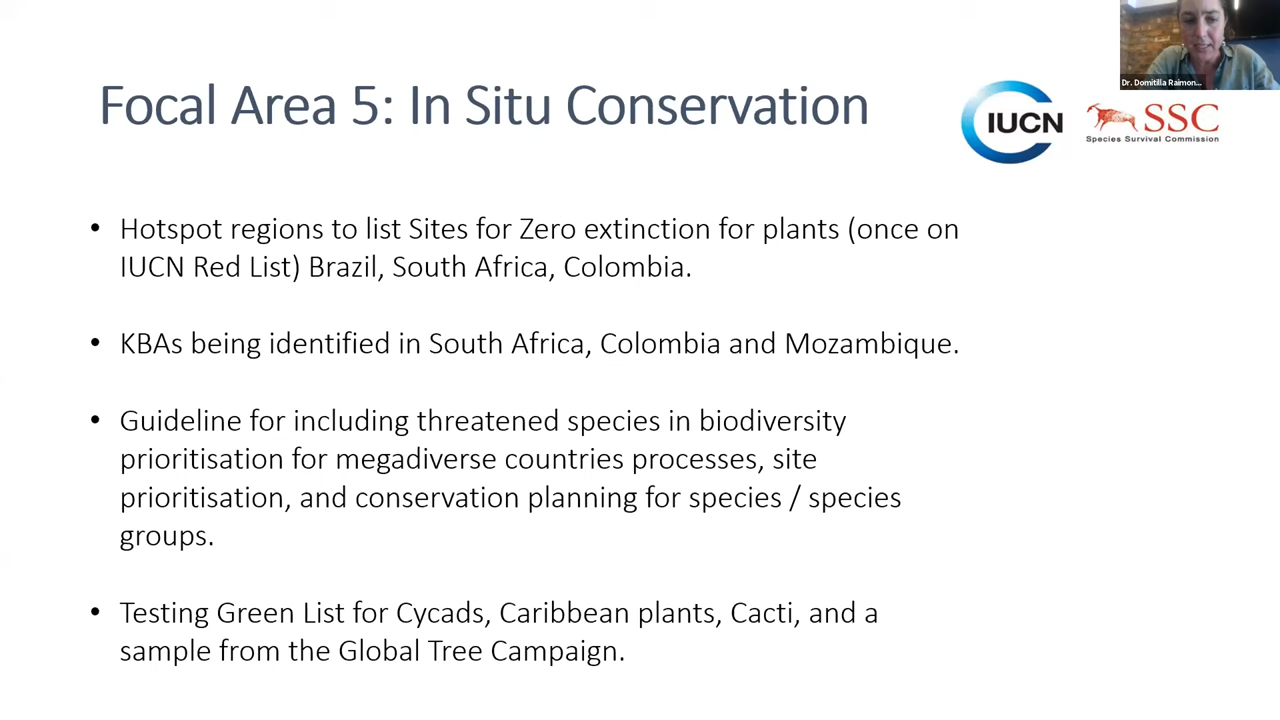 Dr. Domitilla Raimon...
Focal Area 5: In Situ Conservation
IUCN
SSC
Species Survival Commission
• Hotspot regions to list Sites for Zero extinction for plants (once on
IUCN Red List) Brazil, South Africa, Colombia.
• KBAs being identified in South Africa, Colombia and Mozambique.
• Guideline for including threatened species in biodiversity
prioritisation for megadiverse countries processes, site
prioritisation, and conservation planning for species / species
groups.
• Testing Green List for Cycads, Caribbean plants, Cacti, and a
sample from the Global Tree Campaign.